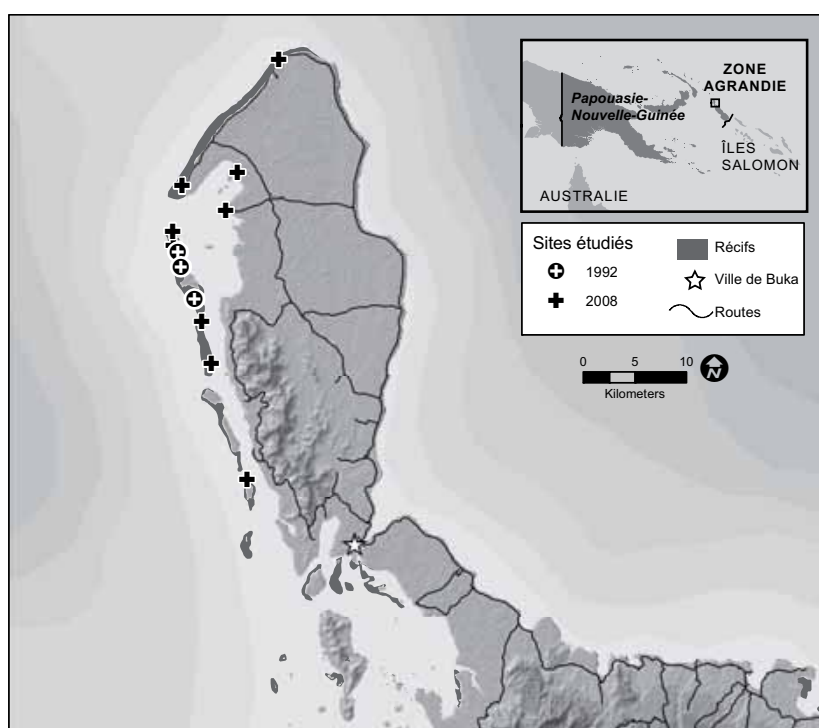 ZONE
AGRANDIE
Papouasie-
Nouvelle-Guinée
ÎLES
SALOMON
AUSTRALIE
Sites étudiés
1992
2008
Récifs
Ville de Buka
Routes
0 5 10
Kilometers
N